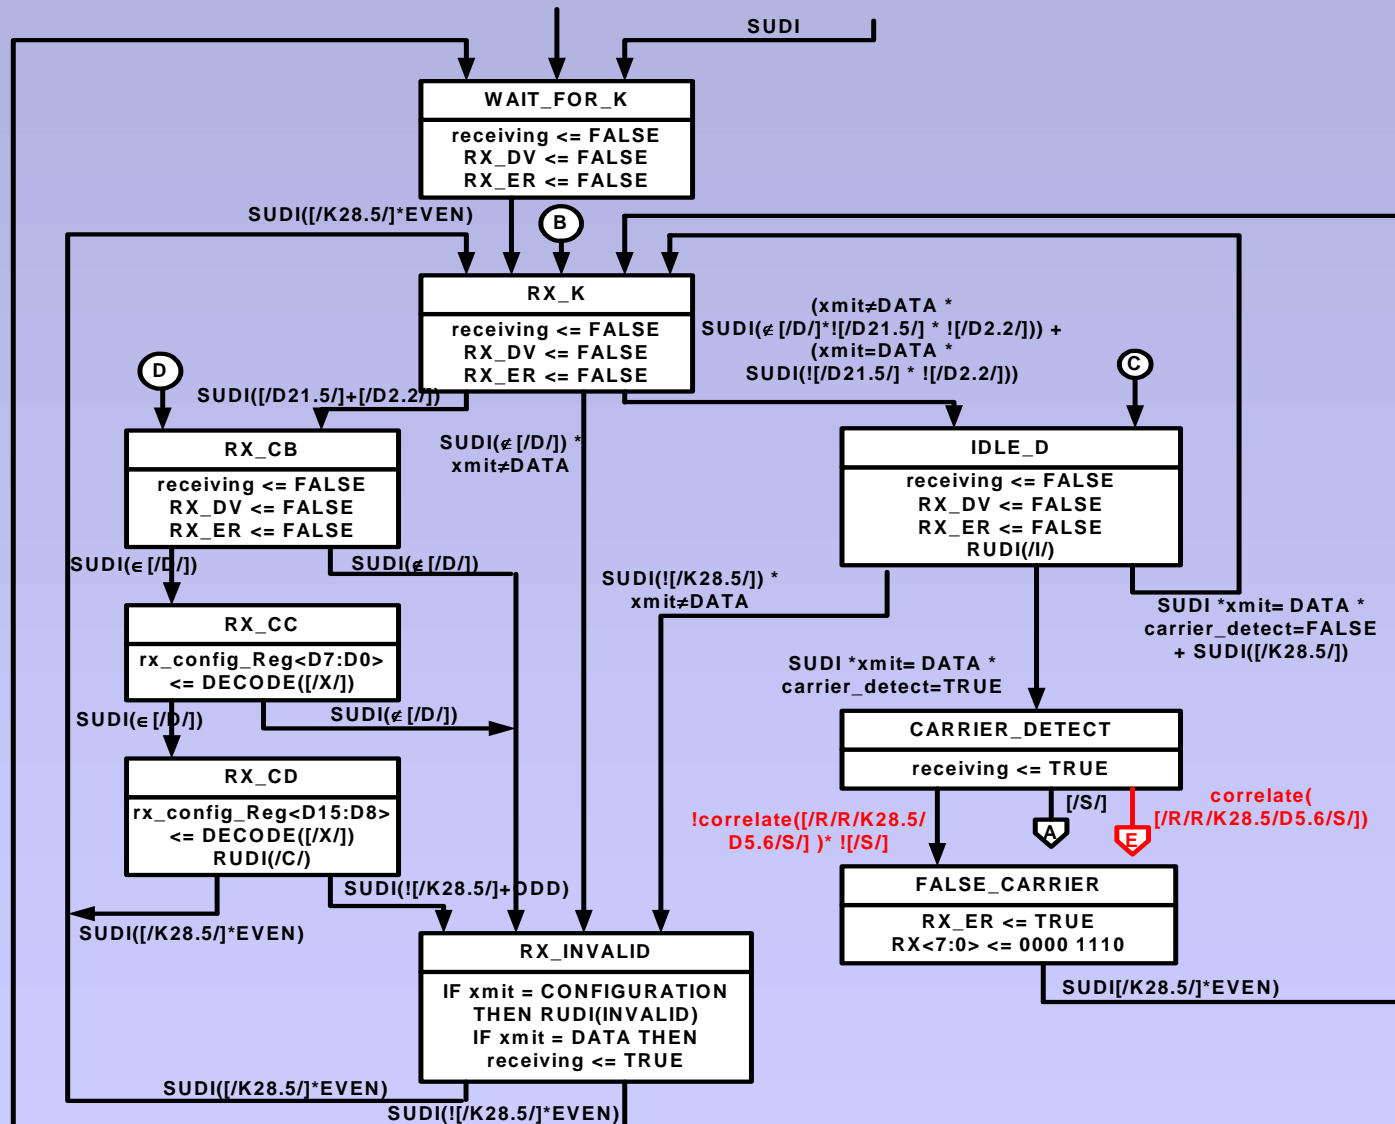 SUDI
WAIT_FOR_K
receiving <= FALSE
RX_DV <= FALSE
RX_ER <= FALSE
SUDI([/K28.5/]*EVEN)
B
RX_K
receiving <= FALSE
RX_DV <= FALSE
RX_ER <= FALSE
(xmit≠DATA *
SUDI(∉[/D/]*![/D21.5/] * ![/D2.2/])) +
(xmit=DATA *
SUDI(![/D21.5/] * ![/D2.2/]))
D
C
SUDI([/D21.5/]+[/D2.2/])
SUDI(∉[/D/]) *
xmit≠DATA
RX_CB
receiving <= FALSE
RX_DV <= FALSE
RX_ER <= FALSE
IDLE_D
receiving <= FALSE
RX_DV <= FALSE
RX_ER <= FALSE
RUDI(/I/)
SUDI(∈[/D/])
SUDI(∉[/D/])
SUDI(![/K28.5/]) *
xmit≠DATA
SUDI *xmit= DATA *
carrier_detect=FALSE
+ SUDI([/K28.5/])
RX_CC
rx_config_Reg<D7:D0>
<= DECODE([/X/])
SUDI *xmit= DATA *
carrier_detect=TRUE
SUDI(∈[/D/])
SUDI(∉[/D/])
CARRIER_DETECT
receiving <= TRUE
RX_CD
rx_config_Reg<D15:D8>
<= DECODE([/X/])
RUDI(/C/)
!correlate([/R/R/K28.5/
D5.6/S/] )* ![/S/]
[/S/]
A
E
correlate(
[/R/R/K28.5/D5.6/S/])
FALSE_CARRIER
RX_ER <= TRUE
RX<7:0> <= 0000 1110
SUDI(![/K28.5/]+ODD)
SUDI([/K28.5/]*EVEN)
RX_INVALID
IF xmit = CONFIGURATION
THEN RUDI(INVALID)
IF xmit = DATA THEN
receiving <= TRUE
SUDI[/K28.5/]*EVEN)
SUDI([/K28.5/]*EVEN)
SUDI(![/K28.5/]*EVEN)